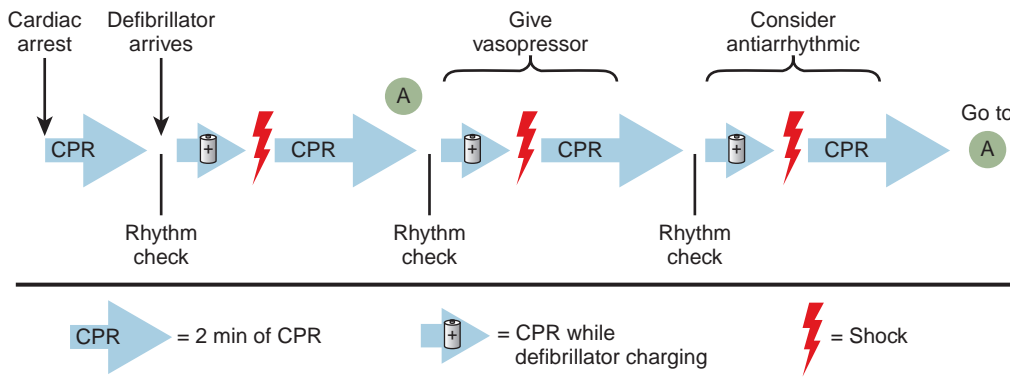 Cardiac
arrest
Defibrillator
arrives
Give
vasopressor
Consider
antiarrhythmic
A
Go to
A
CPR
+
CPR
+
CPR
+
CPR
Rhythm
check
Rhythm
check
Rhythm
check
CPR
= 2 min of CPR
+
= CPR while
defibrillator charging
= Shock